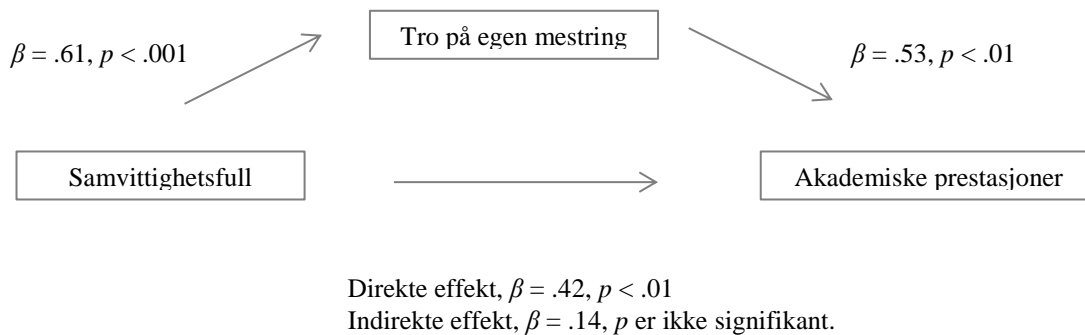 Tro på egen mestring
β = .61, p < .001
β = .53, p < .01
Samvittighetsfull
Akademiske prestasjoner
Direkte effekt, β = .42, p < .01
Indirekte effekt, β = .14, p er ikke signifikant.